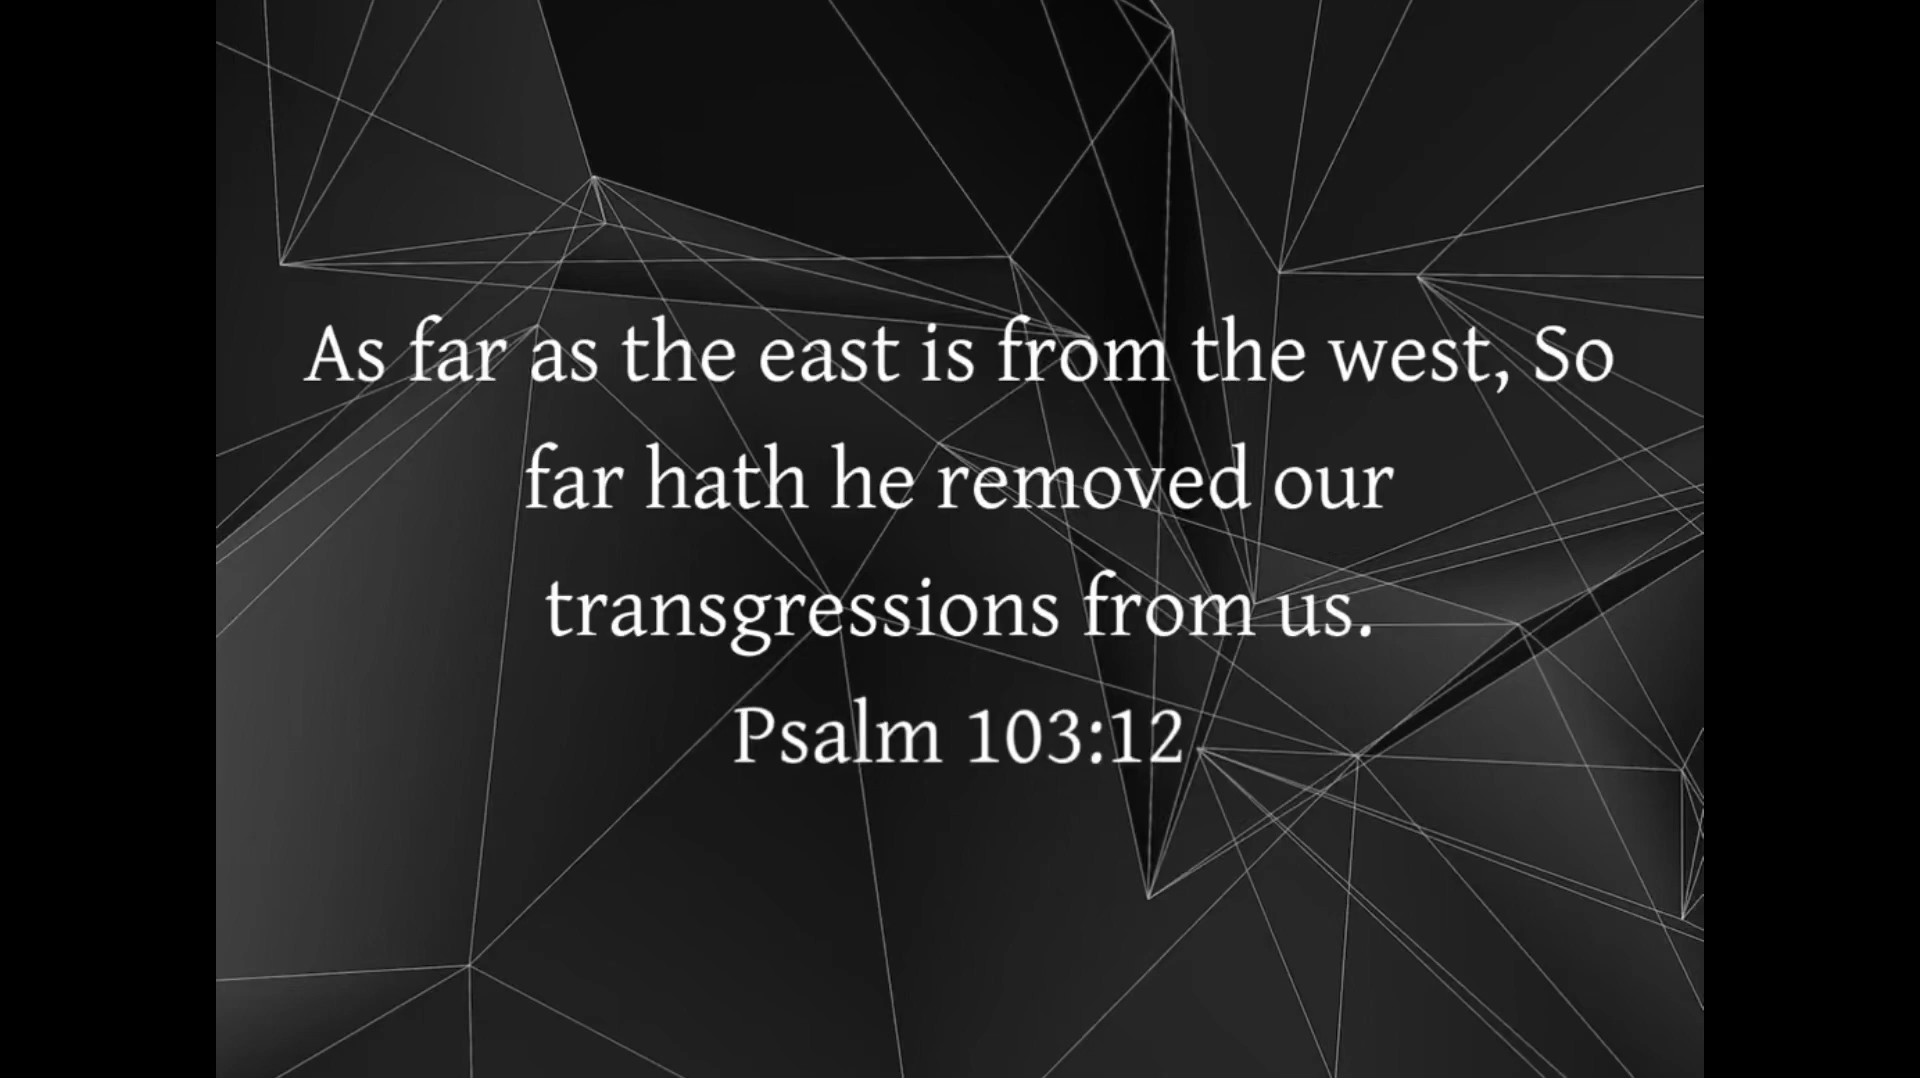 As far as the east is from the west, So
far hath he removed our
transgressions from us.
Psalm 103:12